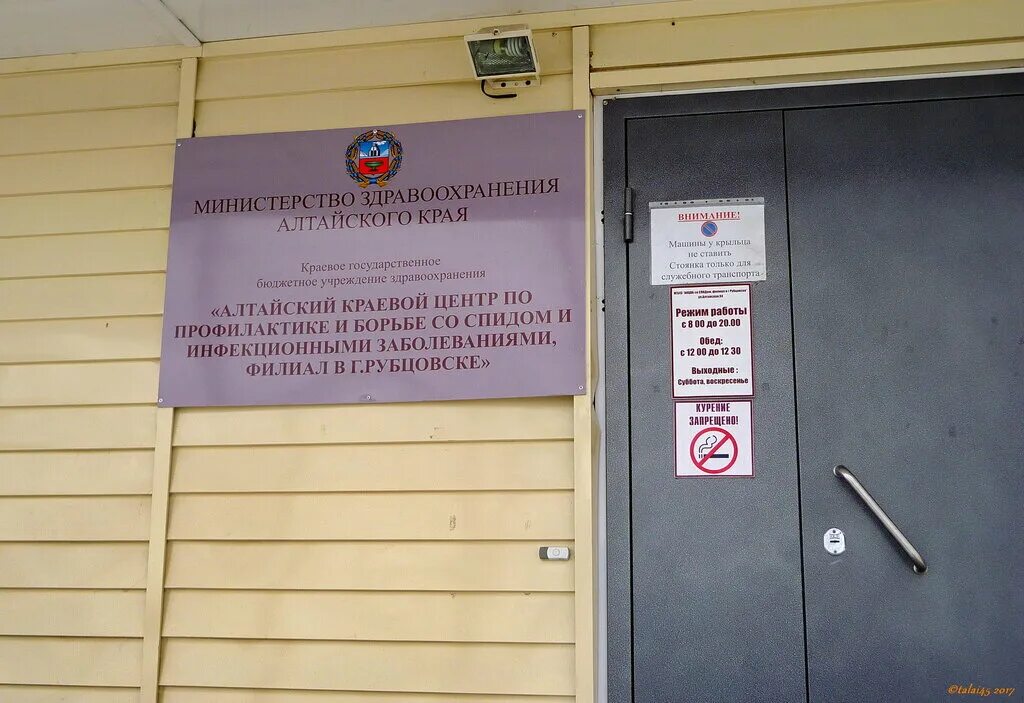 МИНИСТЕРСТВО ЗДРАВООХРАНЕНИЯ
АЛТАЙСКОГО КРАЯ
Краевое государственное
бюджетное учреждение здравоохранения
«АЛТАЙСКИЙ КРАЕВОЙ ЦЕНТР ПО
ПРОФИЛАКТИКЕ И БОРЬБЕ СО СПИДОМ И
ИНФЕКЦИОННЫМИ ЗАБОЛЕВАНИЯМИ,
ФИЛИАЛ В Г.РУБЦОВСКЕ»
ВНИМАНИЕ!
Машины у крыльца
не ставить
Стоянка только для
служебного транспорта
Режим работы
с 8 00 до 20.00
Обед:
с 12 00 до 12 30
Выходные :
Суббота, воскресенье
КУРЕНИЕ
ЗАПРЕЩЕНО!
©talai45 2017